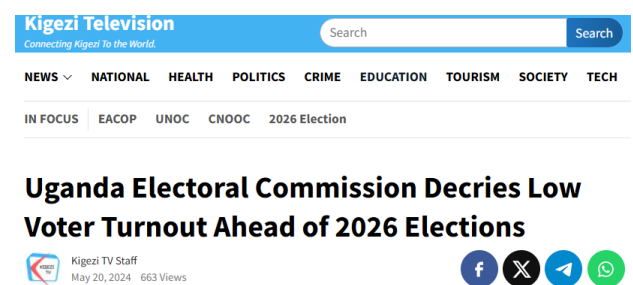 Kigezi Television
Connecting Kigezi To the World.
Search
Search
NEWS NATIONAL HEALTH POLITICS CRIME EDUCATION TOURISM SOCIETY TECH
IN FOCUS EACOP UNOC CNOOC 2026 Election
Uganda Electoral Commission Decries Low
Voter Turnout Ahead of 2026 Elections
KIGEZI TV
Kigezi TV Staff
May 20, 2024 663 Views